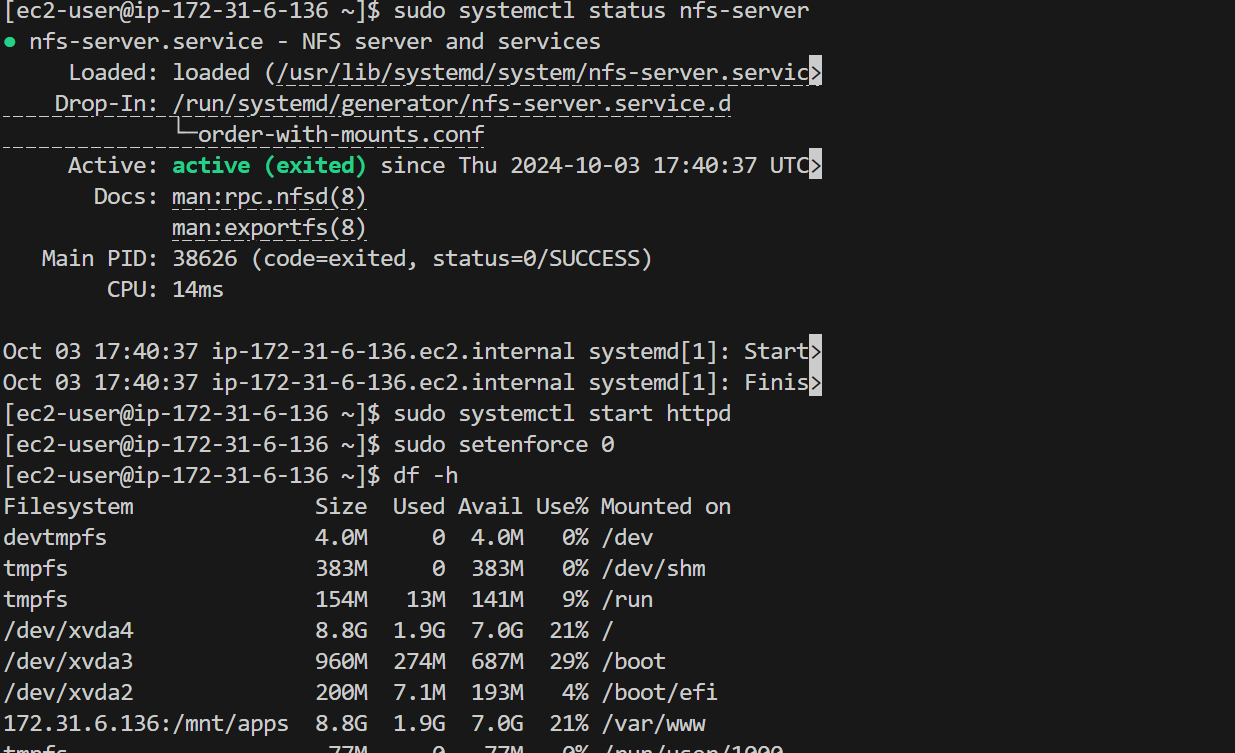 [ec2-user@ip-172-31-6-136 ~]$ sudo systemctl status nfs-server
● nfs-server.service - NFS server and services
     Loaded: loaded (/usr/lib/systemd/system/nfs-server.servic>
    Drop-In: /run/systemd/generator/nfs-server.service.d
             └─order-with-mounts.conf
     Active: active (exited) since Thu 2024-10-03 17:40:37 UTC>
       Docs: man:rpc.nfsd(8)
             man:exportfs(8)
   Main PID: 38626 (code=exited, status=0/SUCCESS)
        CPU: 14ms

Oct 03 17:40:37 ip-172-31-6-136.ec2.internal systemd[1]: Start>
Oct 03 17:40:37 ip-172-31-6-136.ec2.internal systemd[1]: Finis>
[ec2-user@ip-172-31-6-136 ~]$ sudo systemctl start httpd
[ec2-user@ip-172-31-6-136 ~]$ sudo setenforce 0
[ec2-user@ip-172-31-6-136 ~]$ df -h
Filesystem              Size  Used Avail Use% Mounted on
devtmpfs                4.0M     0  4.0M   0% /dev
tmpfs                   383M     0  383M   0% /dev/shm
tmpfs                   154M   13M  141M   9% /run
/dev/xvda4              8.8G  1.9G  7.0G  21% /
/dev/xvda3              960M  274M  687M  29% /boot
/dev/xvda2              200M  7.1M  193M   4% /boot/efi
172.31.6.136:/mnt/apps  8.8G  1.9G  7.0G  21% /var/www
tmpfs                    77M     0   77M   0% /run/user/1000